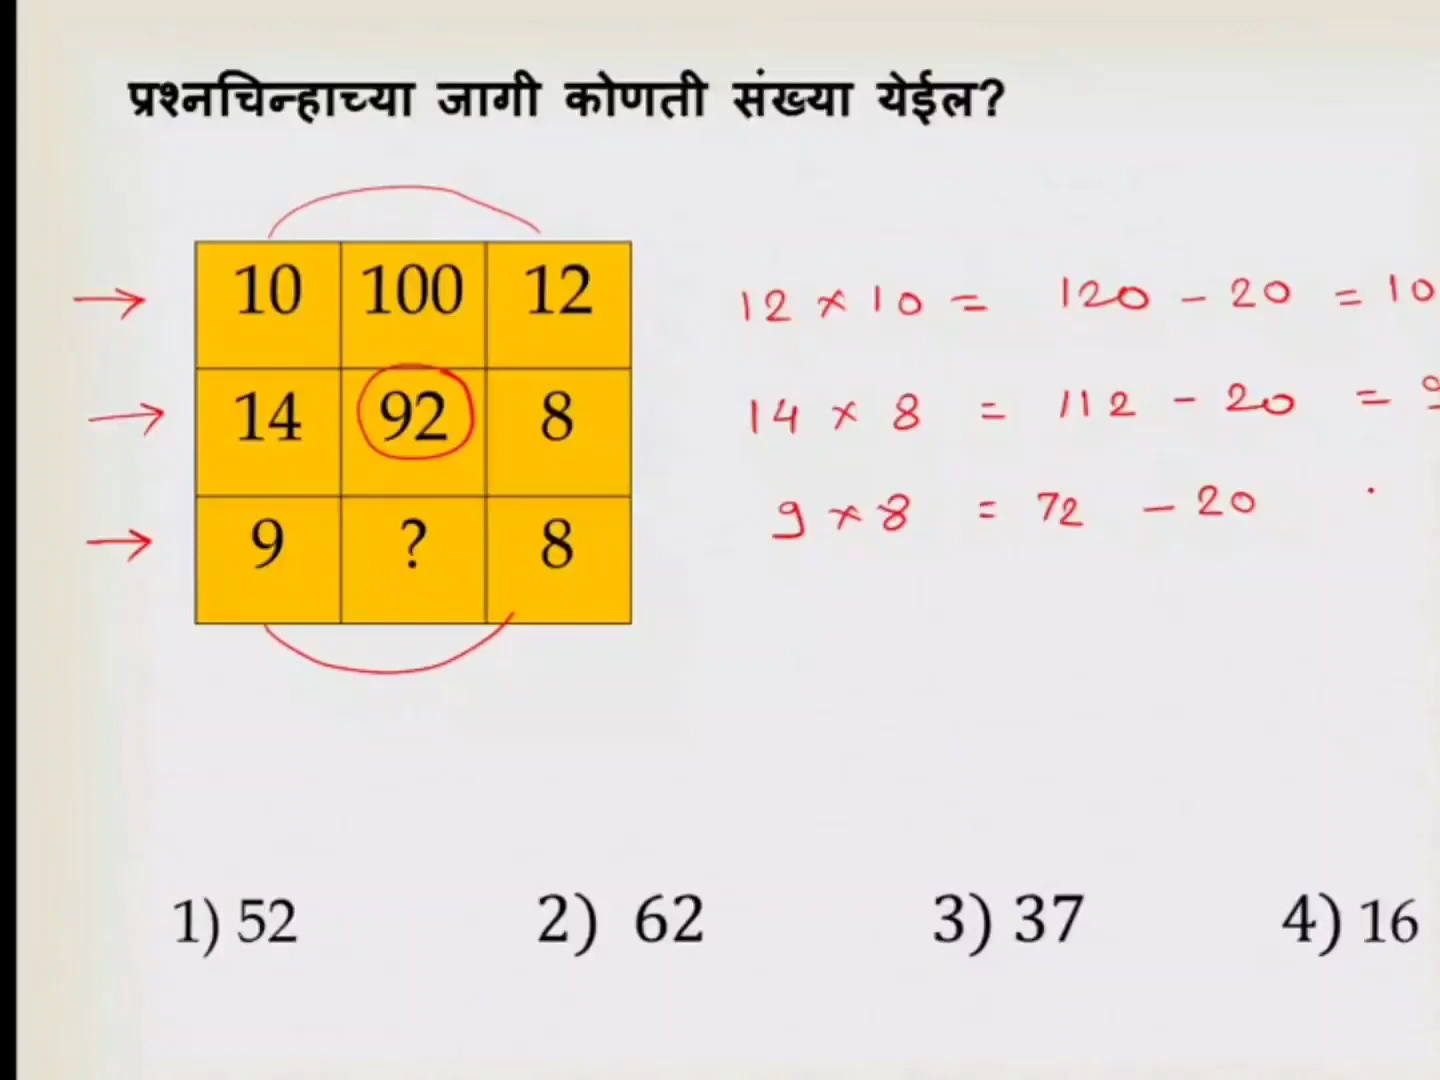 प्रश्नचिन्हाच्या जागी कोणती संख्या येईल?
10 100 12
12 × 10 = 120 - 20 = 10
14 92 8
14 × 8 = 112 - 20 = 9
9 ? 8
9 × 8 = 72 - 20
1) 52 2) 62 3) 37 4) 16